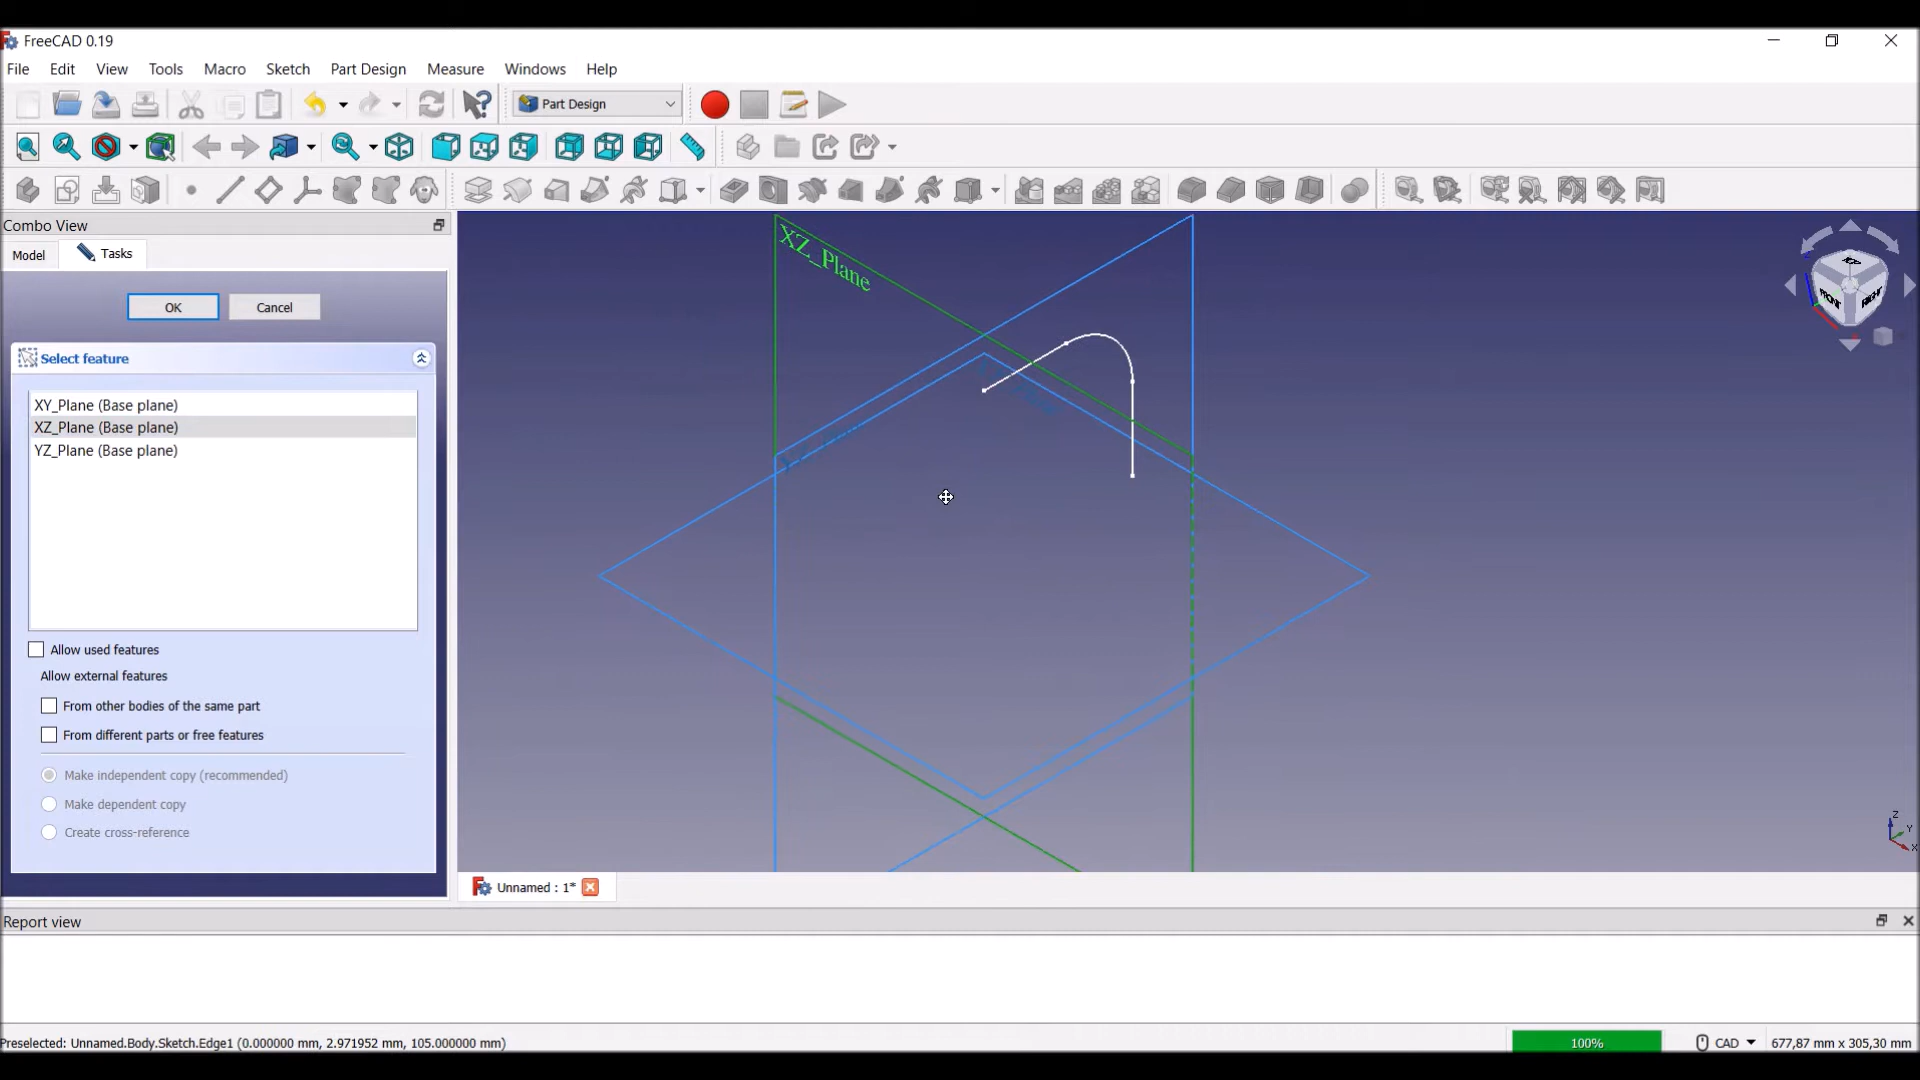 FreeCAD 0.19
File Edit View Tools Macro Sketch Part Design Measure Windows Help
Part Design
Combo View
Model Tasks
OK Cancel
Select feature
XY_Plane (Base plane)
XZ_Plane (Base plane)
YZ_Plane (Base plane)
Allow used features
Allow external features
From other bodies of the same part
From different parts or free features
Make independent copy (recommended)
Make dependent copy
Create cross-reference
XZ_Plane
FRONT RIGHT
Z
Y
X
Unnamed : 1*
Report view
Preselected: Unnamed.Body.Sketch.Edge1 (0.000000 mm, 2.971952 mm, 105.000000 mm)
100% CAD 677,87 mm x 305,30 mm